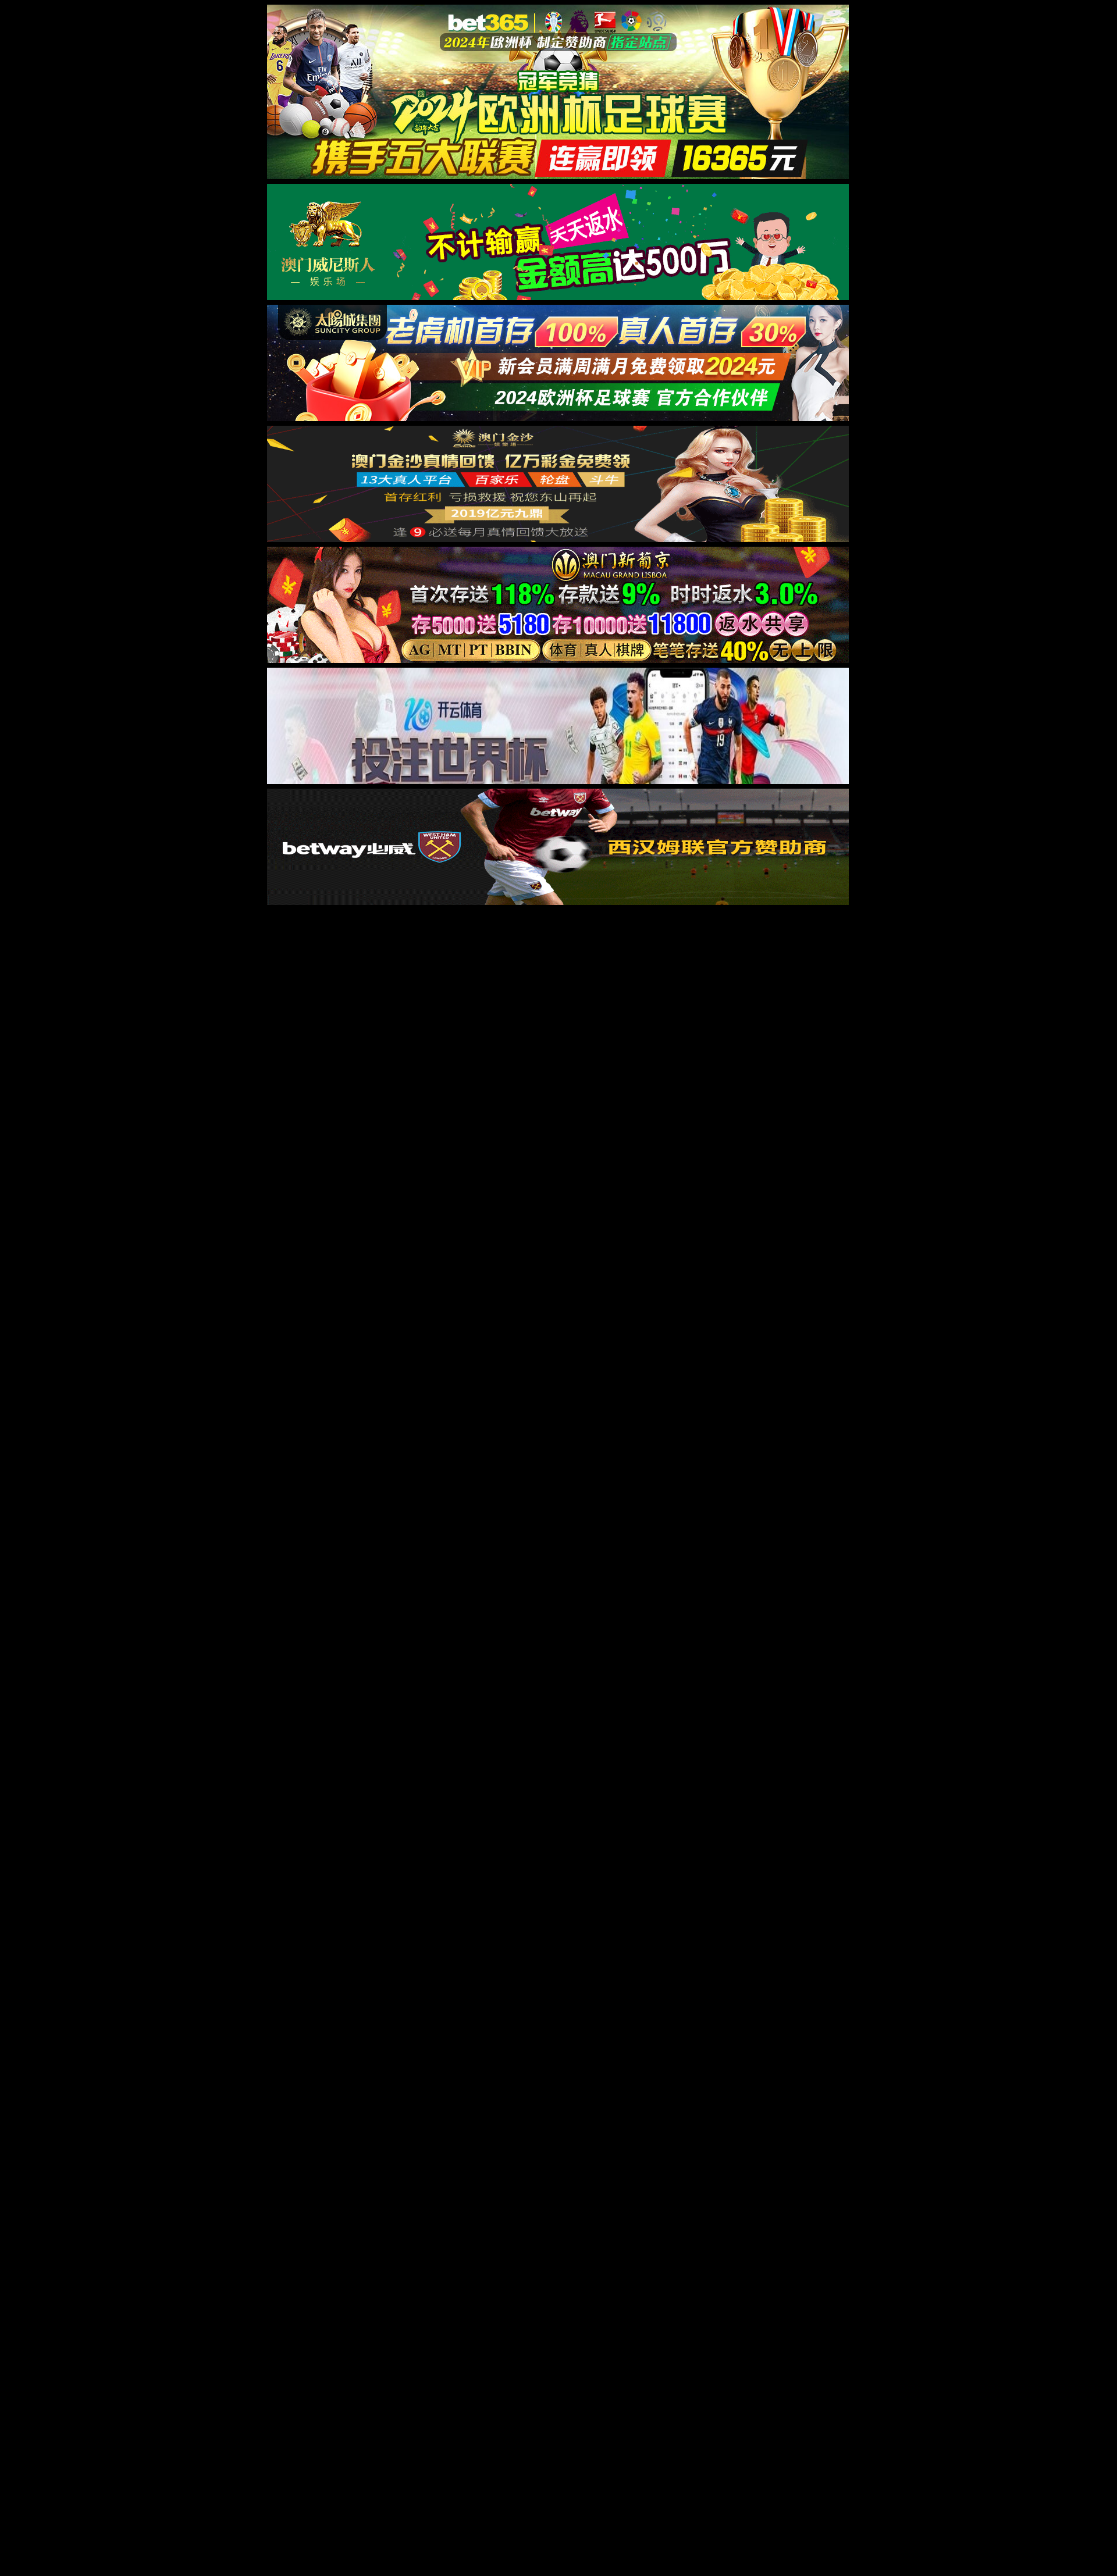 bet365
2024年欧洲杯 制定赞助商 指定站点
冠军竞猜
2024欧洲杯足球赛
携手五大联赛 连赢即领 16365元
不计输赢 天天返水
金额高达500万
澳门威尼斯人
娱乐场
太陽城集團
SUNCITY GROUP
老虎机首存 100% 真人首存 30%
VIP 新会员满周满月免费领取2024元
2024欧洲杯足球赛 官方合作伙伴
澳门金沙
澳门金沙真情回馈 亿万彩金免费领
13大真人平台 百家乐 轮盘 斗牛
首存红利 亏损救援 祝您东山再起
2019亿元九鼎
逢9必送每月真情回馈大放送
澳门新葡京
MACAU GRAND LISBOA
首次存送118% 存款送9% 时时返水3.0%
存5000送5180 存10000送11800 返水共享
AG MT PT BBIN 体育 真人 棋牌 笔笔存送40%无上限
开云体育
投注世界杯
betway
betway必威 WEST HAM UNITED
西汉姆联官方赞助商